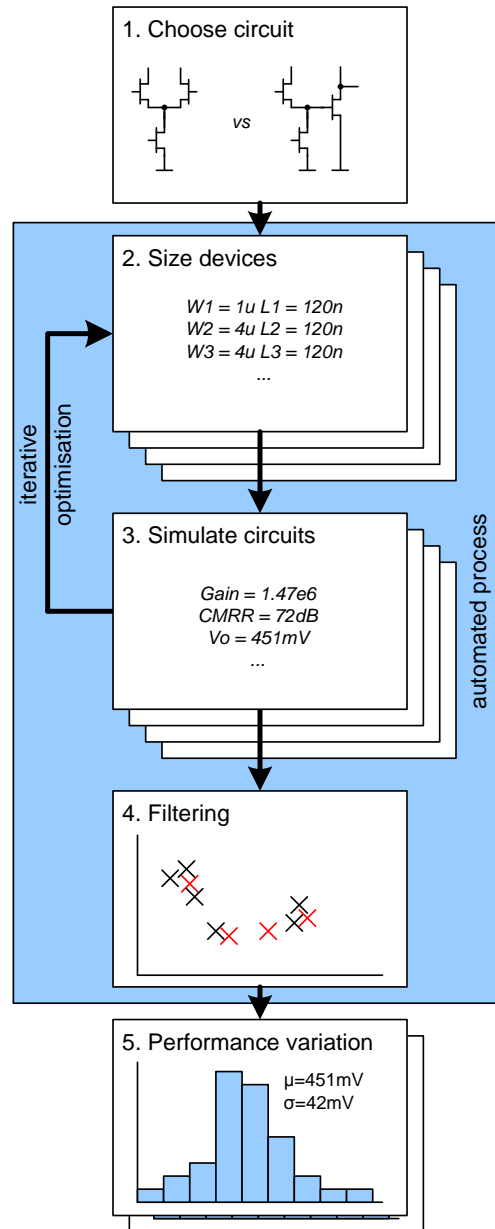 1. Choose circuit
vs
2. Size devices
W1 = 1u L1 = 120n
W2 = 4u L2 = 120n
W3 = 4u L3 = 120n
...
iterative
optimisation
3. Simulate circuits
Gain = 1.47e6
CMRR = 72dB
Vo = 451mV
...
automated process
4. Filtering
5. Performance variation
μ=451mV
σ=42mV